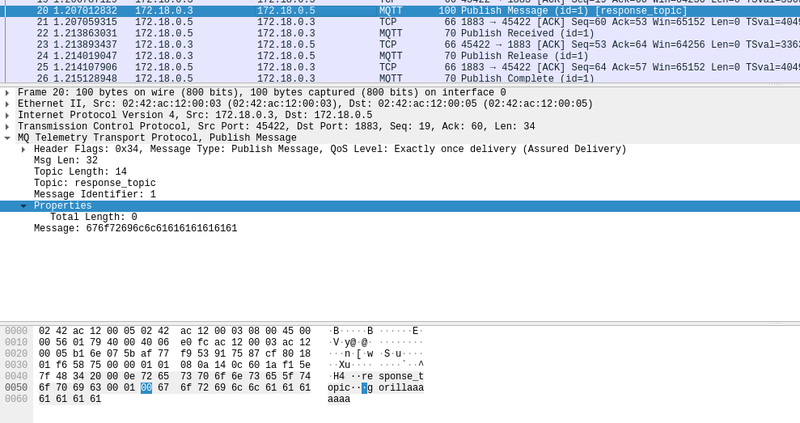 20 1.207012832 172.18.0.3 172.18.0.5 MQTT 100 Publish Message (id=1) [response_topic]
21 1.207059315 172.18.0.5 172.18.0.3 TCP 66 1883 → 45422 [ACK] Seq=60 Ack=53 Win=65152 Len=0 TSval=404
22 1.213863031 172.18.0.5 172.18.0.3 MQTT 70 Publish Received (id=1)
23 1.213893437 172.18.0.3 172.18.0.5 TCP 66 45422 → 1883 [ACK] Seq=53 Ack=64 Win=64256 Len=0 TSval=336
24 1.214019047 172.18.0.3 172.18.0.5 MQTT 70 Publish Release (id=1)
25 1.214107906 172.18.0.5 172.18.0.3 TCP 66 1883 → 45422 [ACK] Seq=64 Ack=57 Win=65152 Len=0 TSval=404
26 1.215128948 172.18.0.5 172.18.0.3 MQTT 70 Publish Complete (id=1)
Frame 20: 100 bytes on wire (800 bits), 100 bytes captured (800 bits) on interface 0
Ethernet II, Src: 02:42:ac:12:00:03 (02:42:ac:12:00:03), Dst: 02:42:ac:12:00:05 (02:42:ac:12:00:05)
Internet Protocol Version 4, Src: 172.18.0.3, Dst: 172.18.0.5
Transmission Control Protocol, Src Port: 45422, Dst Port: 1883, Seq: 19, Ack: 60, Len: 34
MQ Telemetry Transport Protocol, Publish Message
Header Flags: 0x34, Message Type: Publish Message, QoS Level: Exactly once delivery (Assured Delivery)
Msg Len: 32
Topic Length: 14
Topic: response_topic
Message Identifier: 1
Properties
Total Length: 0
Message: 676f72696c6c61616161616161
0000 02 42 ac 12 00 05 02 42 ac 12 00 03 08 00 45 00 ·B·····B ······E·
0010 00 56 01 79 40 00 40 06 e0 fc ac 12 00 03 ac 12 ·V·y@·@· ········
0020 00 05 b1 6e 07 5b af 77 f9 53 91 75 87 cf 80 18 ···n·[·w ·S·u····
0030 01 f6 58 75 00 00 01 01 08 0a 14 0c 60 1a f1 5e ··Xu···· ····`··^
0040 7f 48 34 20 00 0e 72 65 73 70 6f 6e 73 65 5f 74 ·H4 ··re sponse_t
0050 6f 70 69 63 00 01 00 67 6f 72 69 6c 6c 61 61 61 opic···g orillaaa
0060 61 61 61 61 aaaa